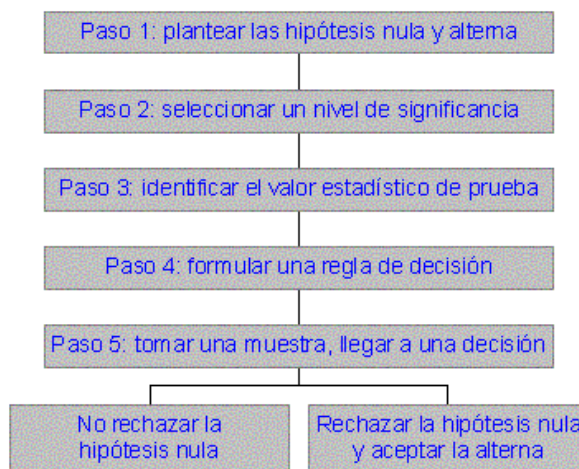 Paso 1: plantear las hipótesis nula y alterna
Paso 2: seleccionar un nivel de significancia
Paso 3: identificar el valor estadístico de prueba
Paso 4: formular una regla de decisión
Paso 5: tomar una muestra, llegar a una decisión
No rechazar la
hipótesis nula
Rechazar la hipótesis nula
y aceptar la alterna